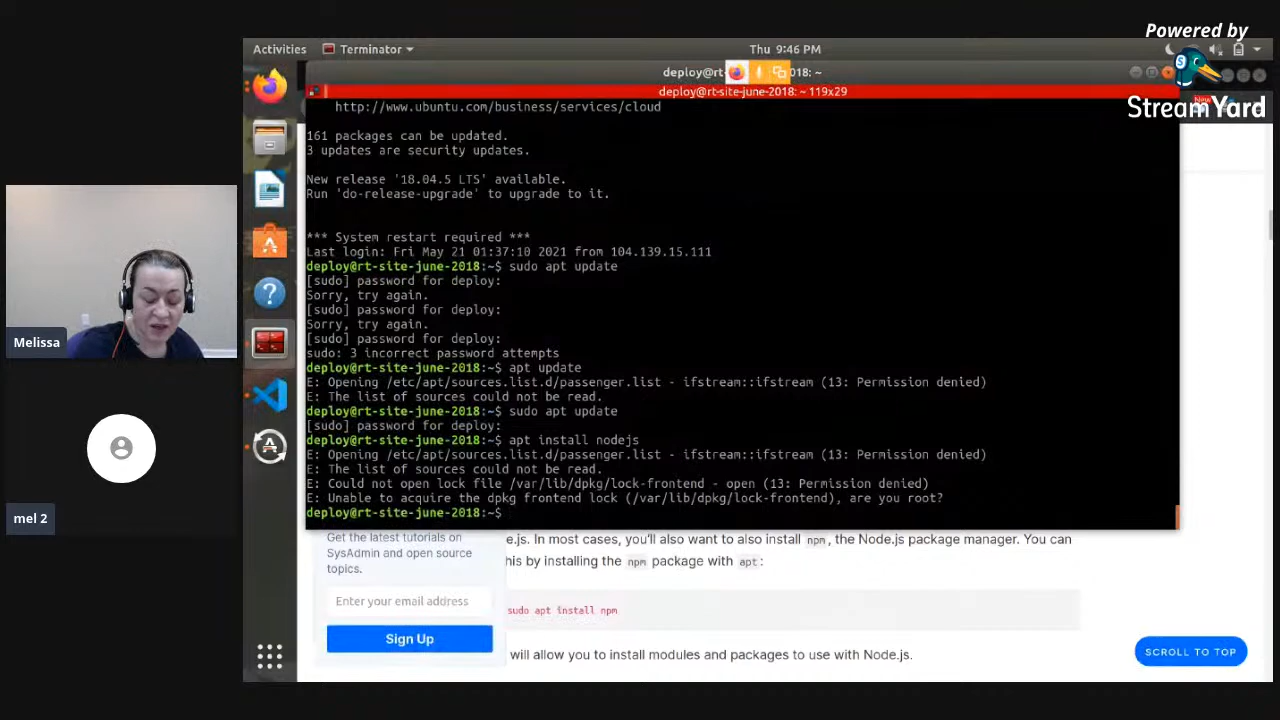 Powered by
StreamYard
Activities
Terminator
Thu 9:46 PM
deploy@rt-
018: ~
deploy@rt-site-june-2018: ~ 119x29
http://www.ubuntu.com/business/services/cloud
161 packages can be updated.
3 updates are security updates.
New release '18.04.5 LTS' available.
Run 'do-release-upgrade' to upgrade to it.
*** System restart required ***
Last login: Fri May 21 01:37:10 2021 from 104.139.15.111
deploy@rt-site-june-2018:~$ sudo apt update
[sudo] password for deploy:
Sorry, try again.
[sudo] password for deploy:
Sorry, try again.
[sudo] password for deploy:
sudo: 3 incorrect password attempts
deploy@rt-site-june-2018:~$ apt update
E: Opening /etc/apt/sources.list.d/passenger.list - ifstream::ifstream (13: Permission denied)
E: The list of sources could not be read.
deploy@rt-site-june-2018:~$ sudo apt update
[sudo] password for deploy:
deploy@rt-site-june-2018:~$ apt install nodejs
E: Opening /etc/apt/sources.list.d/passenger.list - ifstream::ifstream (13: Permission denied)
E: The list of sources could not be read.
E: Could not open lock file /var/lib/dpkg/lock-frontend - open (13: Permission denied)
E: Unable to acquire the dpkg frontend lock (/var/lib/dpkg/lock-frontend), are you root?
deploy@rt-site-june-2018:~$
Melissa
mel 2
Get the latest tutorials on
SysAdmin and open source
topics.
Enter your email address
Sign Up
e.js. In most cases, you'll also want to also install npm, the Node.js package manager. You can
his by installing the npm package with apt:
sudo apt install npm
will allow you to install modules and packages to use with Node.js.
SCROLL TO TOP